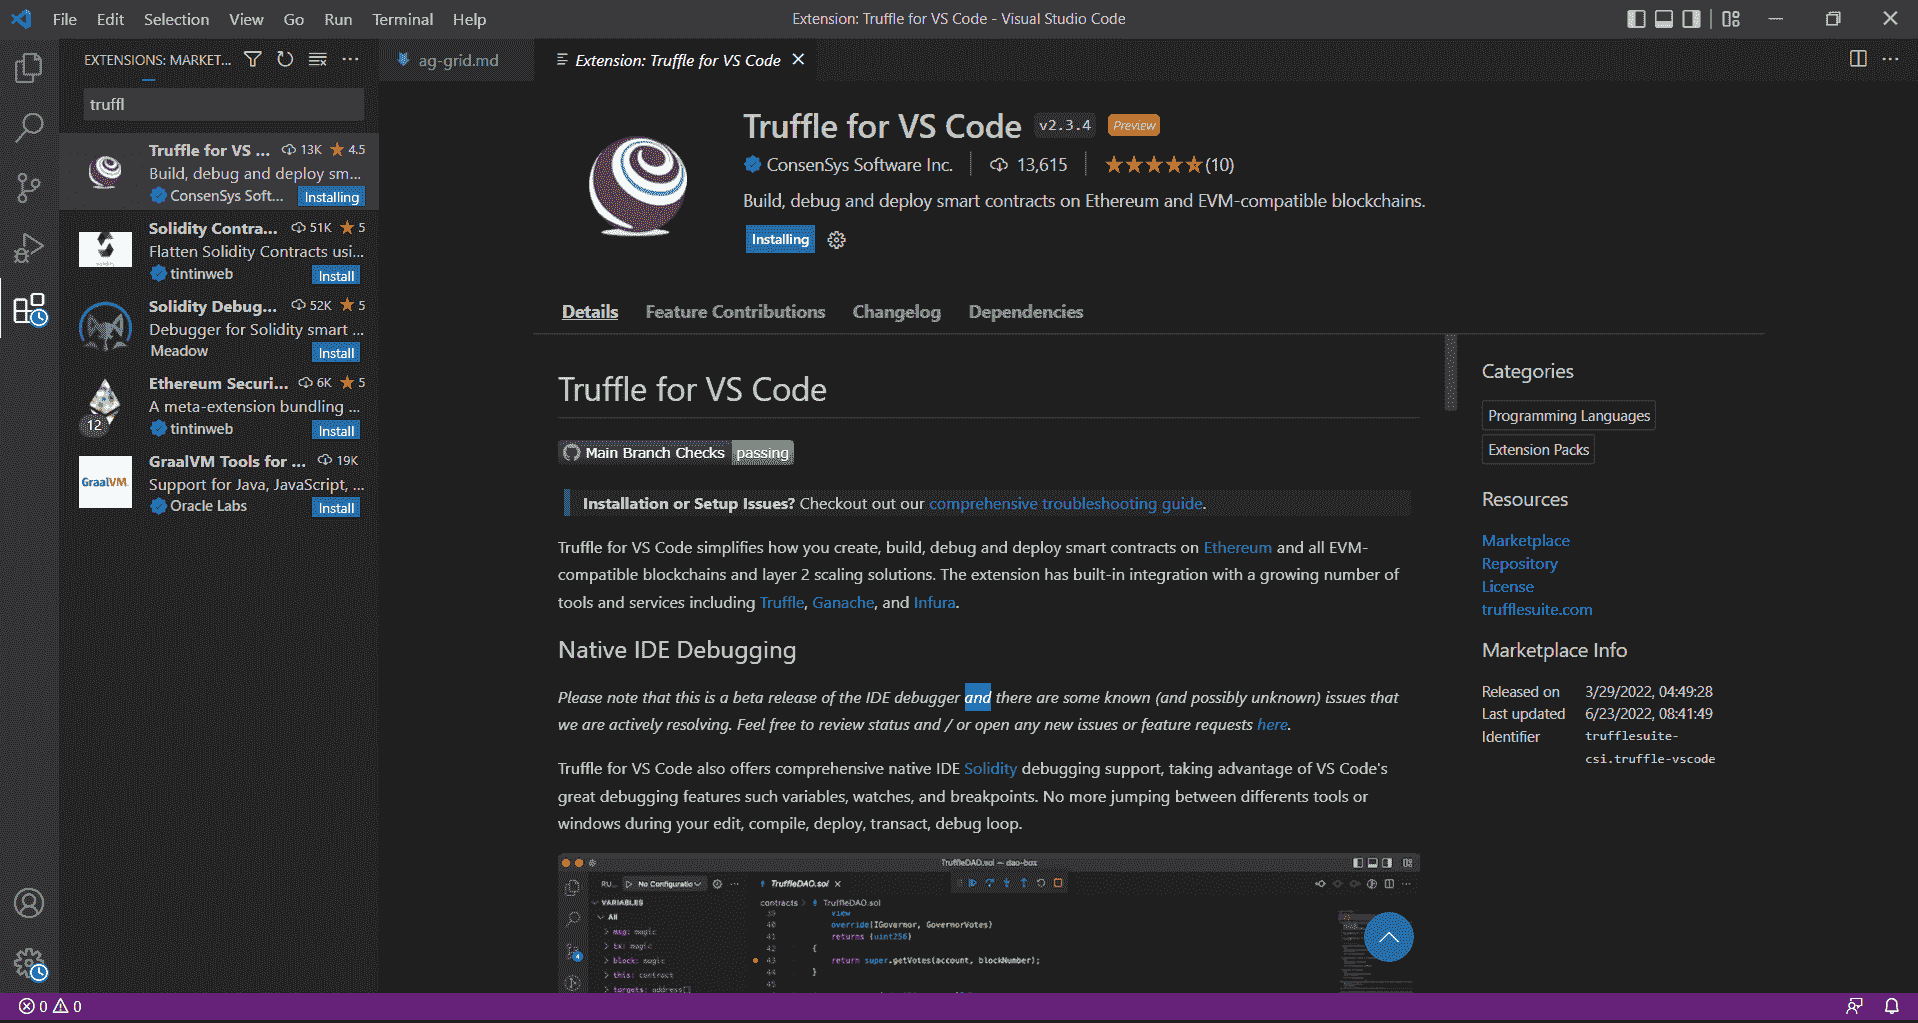 File Edit Selection View Go Run Terminal Help
Extension: Truffle for VS Code - Visual Studio Code
EXTENSIONS: MARKET...
truffl
Truffle for VS ... 13K 4.5
Build, debug and deploy sm...
ConsenSys Soft... Installing
Solidity Contra... 51K 5
Flatten Solidity Contracts usi...
tintinweb Install
Solidity Debug... 52K 5
Debugger for Solidity smart ...
Meadow Install
Ethereum Securi... 6K 5
A meta-extension bundling ...
12
tintinweb Install
GraalVM Tools for ... 19K
GraalVM.
Support for Java, JavaScript, ...
Oracle Labs Install
ag-grid.md
Extension: Truffle for VS Code
Truffle for VS Code v2.3.4 Preview
ConsenSys Software Inc. 13,615 (10)
Build, debug and deploy smart contracts on Ethereum and EVM-compatible blockchains.
Installing
Details Feature Contributions Changelog Dependencies
Truffle for VS Code
Main Branch Checks passing
Installation or Setup Issues? Checkout out our comprehensive troubleshooting guide.
Truffle for VS Code simplifies how you create, build, debug and deploy smart contracts on Ethereum and all EVM-
compatible blockchains and layer 2 scaling solutions. The extension has built-in integration with a growing number of
tools and services including Truffle, Ganache, and Infura.
Native IDE Debugging
Please note that this is a beta release of the IDE debugger and there are some known (and possibly unknown) issues that
we are actively resolving. Feel free to review status and / or open any new issues or feature requests here.
Truffle for VS Code also offers comprehensive native IDE Solidity debugging support, taking advantage of VS Code's
great debugging features such variables, watches, and breakpoints. No more jumping between differents tools or
windows during your edit, compile, deploy, transact, debug loop.
TruffleDAO.sol — dao-box
RU... No Configuratio TruffleDAO.sol
VARIABLES
All
msg: magic
tx: magic
block: magic
this: contract
targets: address[]
contracts > TruffleDAO.sol
39 view
40 override(IGovernor, GovernorVotes)
41 returns (uint256)
42 {
43 return super.getVotes(account, blockNumber);
44 }
Categories
Programming Languages
Extension Packs
Resources
Marketplace
Repository
License
trufflesuite.com
Marketplace Info
Released on 3/29/2022, 04:49:28
Last updated 6/23/2022, 08:41:49
Identifier trufflesuite-
csi.truffle-vscode
0 0